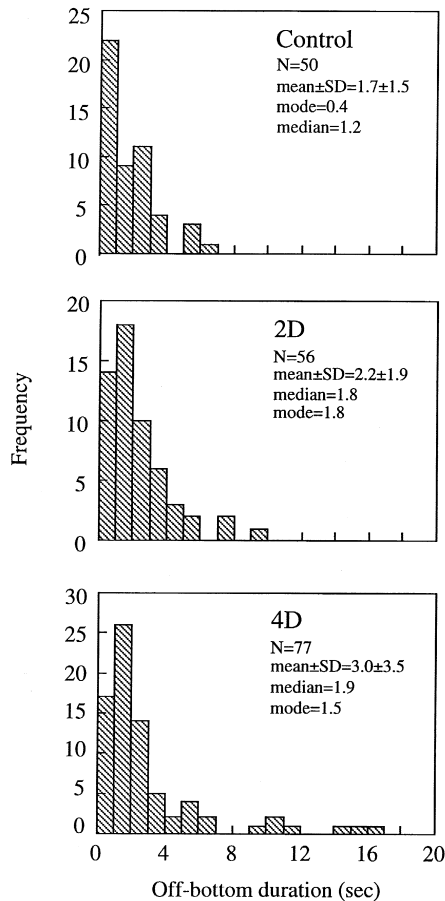 25
20
15
10
5
0
Control
N=50
mean±SD=1.7±1.5
mode=0.4
median=1.2
20
15
10
5
0
2D
N=56
mean±SD=2.2±1.9
median=1.8
mode=1.8
Frequency
30
25
20
15
10
5
0
4D
N=77
mean±SD=3.0±3.5
median=1.9
mode=1.5
0 4 8 12 16 20
Off-bottom duration (sec)